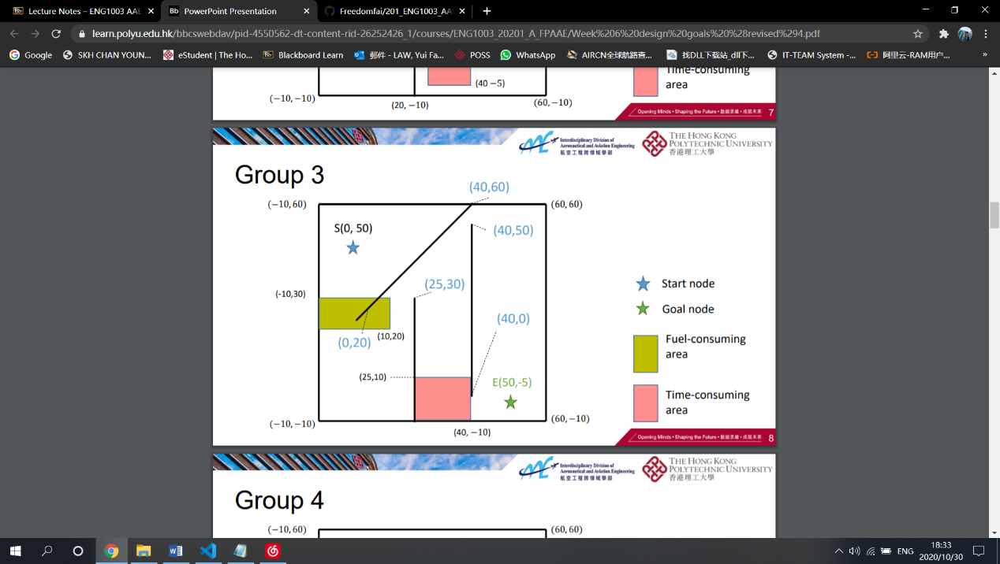 Lecture Notes – ENG1003 AAE
PowerPoint Presentation
Freedomfai/201_ENG1003_AA
learn.polyu.edu.hk/bbcswebdav/pid-4550562-dt-content-rid-26252426_1/courses/ENG1003_20201_A_FPAAE/Week%206%20design%20goals%20%28revised%294.pdf
Google
SKH CHAN YOUN...
eStudent | The Ho...
Blackboard Learn
郵件 - LAW, Yui Fa...
POSS
WhatsApp
AIRCN全球航路查...
找DLL下载站_dll下...
IT-TEAM System -...
阿里云-RAM用户...
Time-consuming
area
(40 −5)
(−10, −10)
(20, −10)
(60, −10)
Opening Minds • Shaping the Future • 啟迪思維 • 成就未來 7
Interdisciplinary Division of
Aeronautical and Aviation Engineering
航空工程跨領域學部
THE HONG KONG
POLYTECHNIC UNIVERSITY
香港理工大學
Group 3
(40,60)
(−10, 60)
(60, 60)
S(0, 50)
(40,50)
(25,30)
(-10,30)
(40,0)
(0,20)
(10,20)
(25,10)
E(50,-5)
(−10, −10)
(40, −10)
(60, −10)
Start node
Goal node
Fuel-consuming
area
Time-consuming
area
Opening Minds • Shaping the Future • 啟迪思維 • 成就未來 8
Interdisciplinary Division of
Aeronautical and Aviation Engineering
航空工程跨領域學部
THE HONG KONG
POLYTECHNIC UNIVERSITY
香港理工大學
Group 4
(−10, 60)
(60, 60)
ENG
18:33
2020/10/30